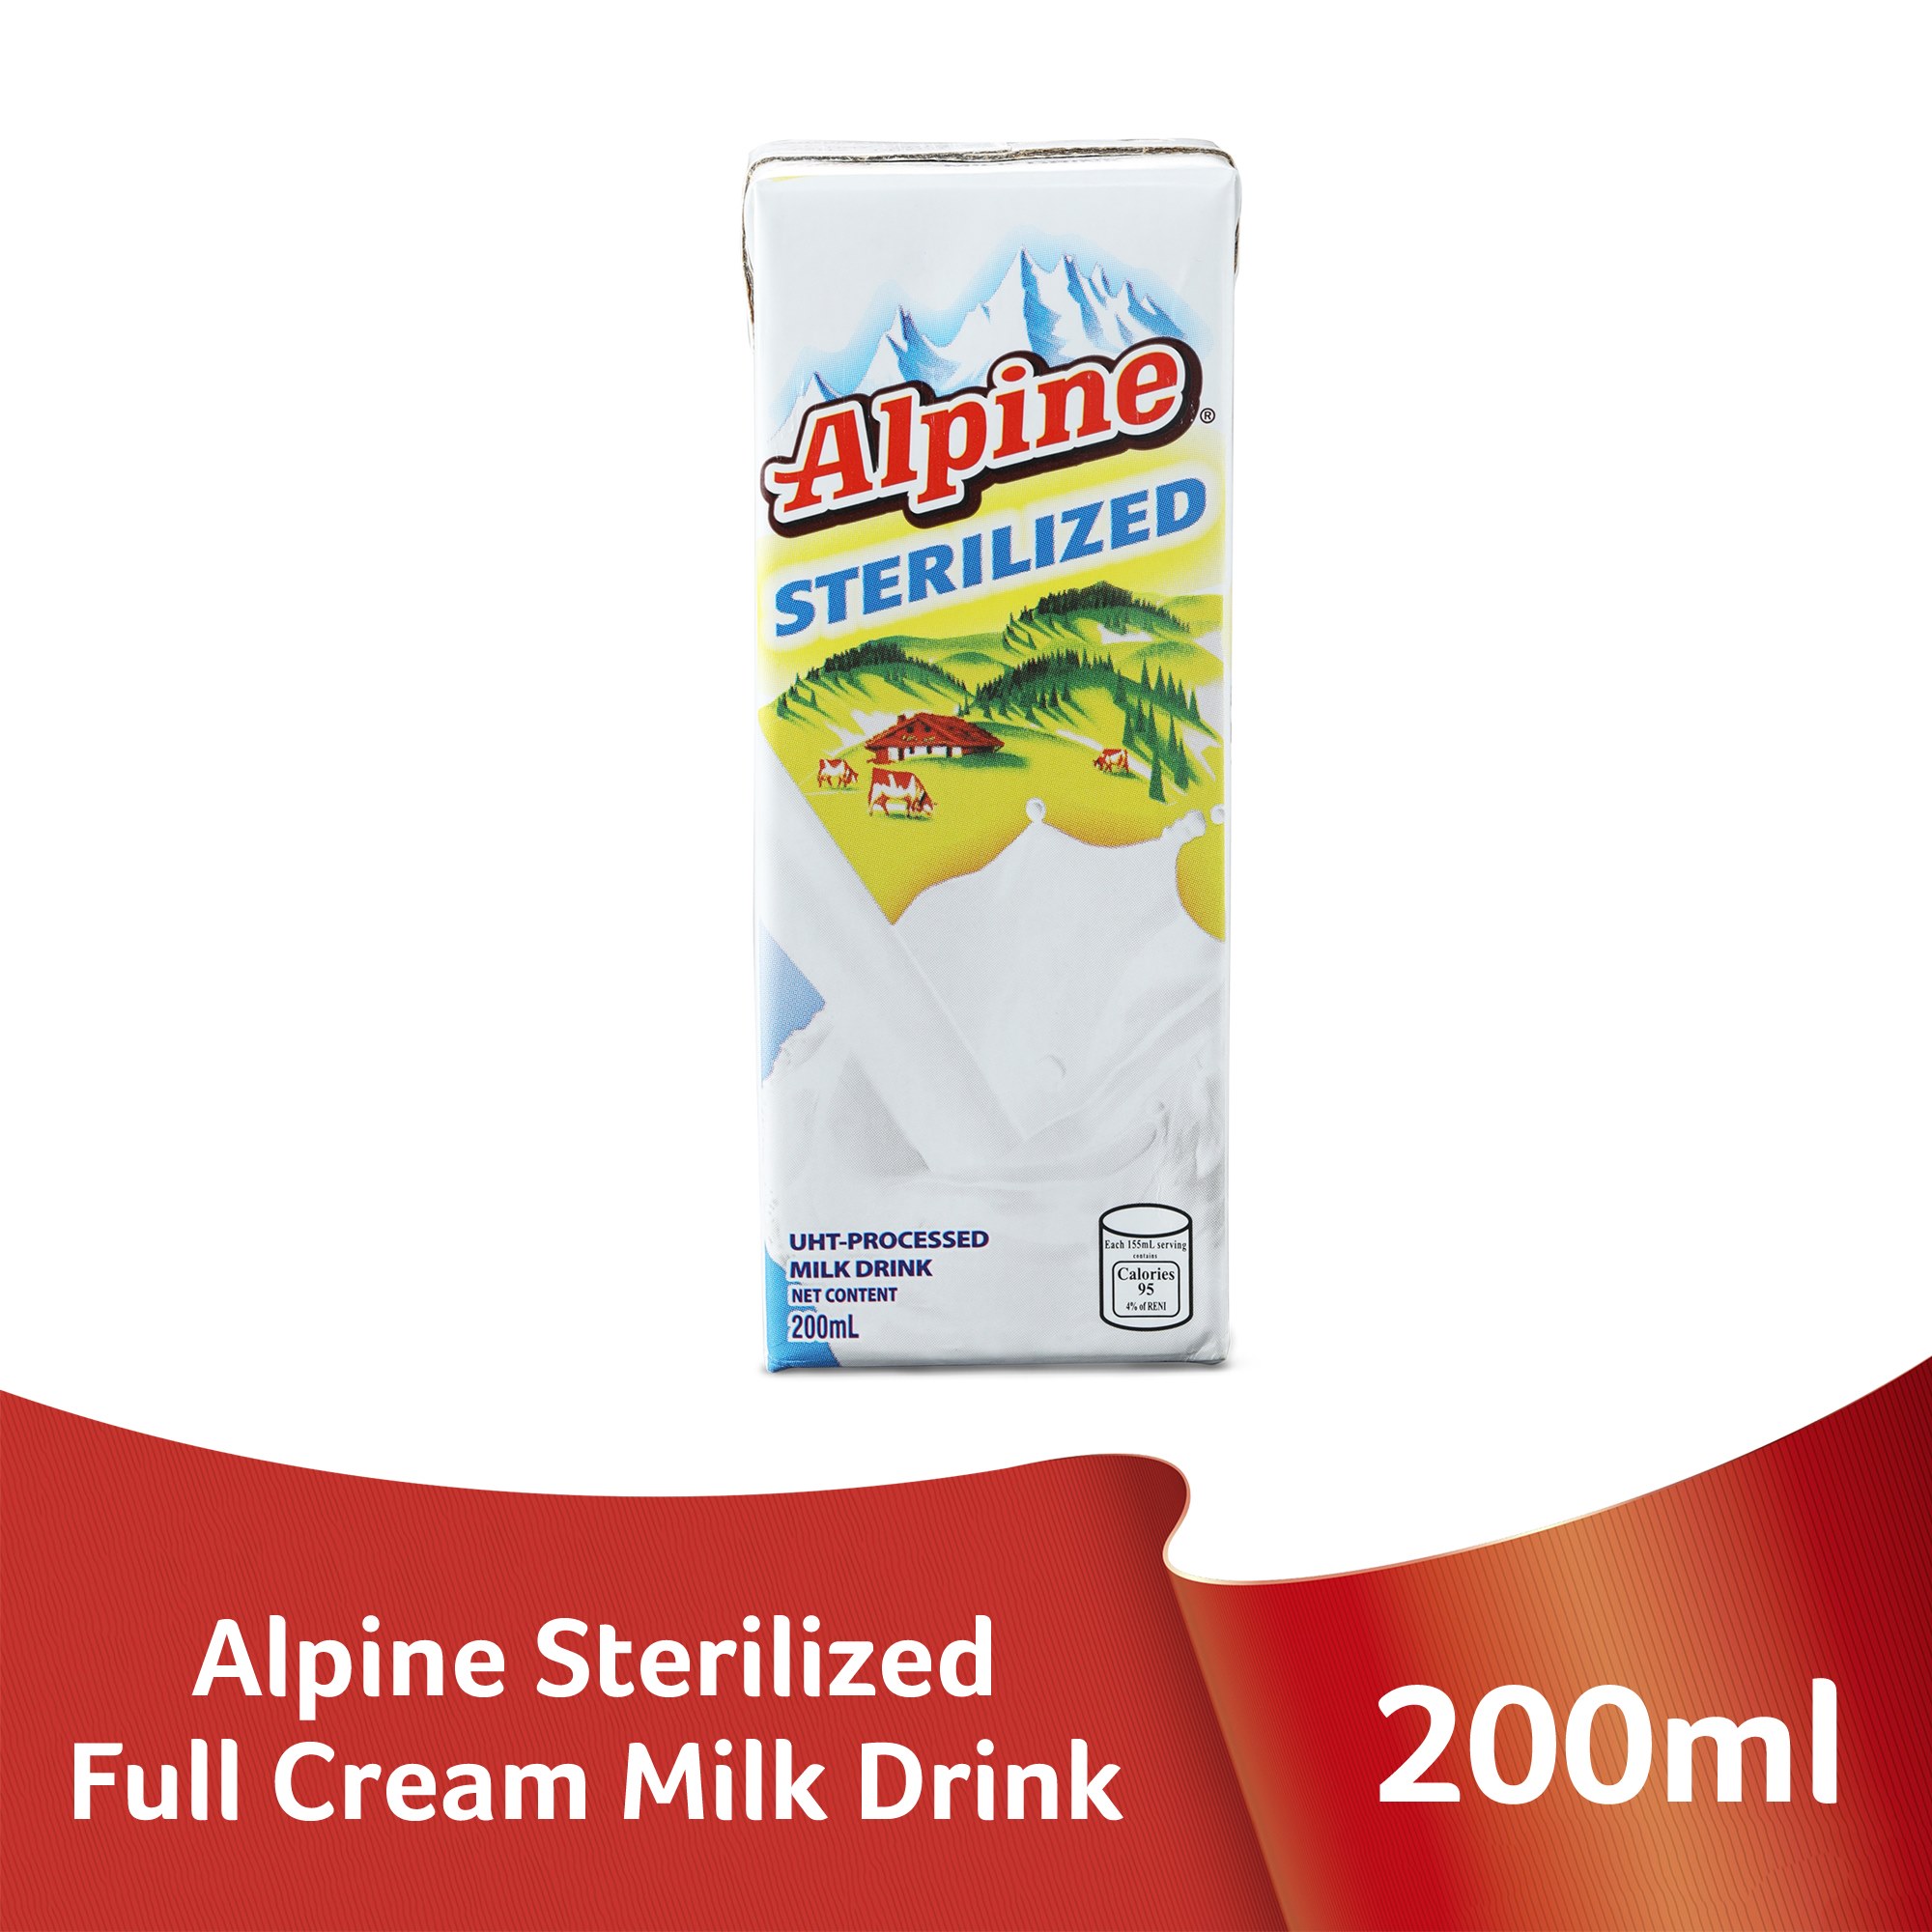 Alpine®
STERILIZED
UHT-PROCESSED
MILK DRINK
NET CONTENT
200mL
Each 155mL serving
contains
Calories
95
4% of RENI
Alpine Sterilized
Full Cream Milk Drink
200ml